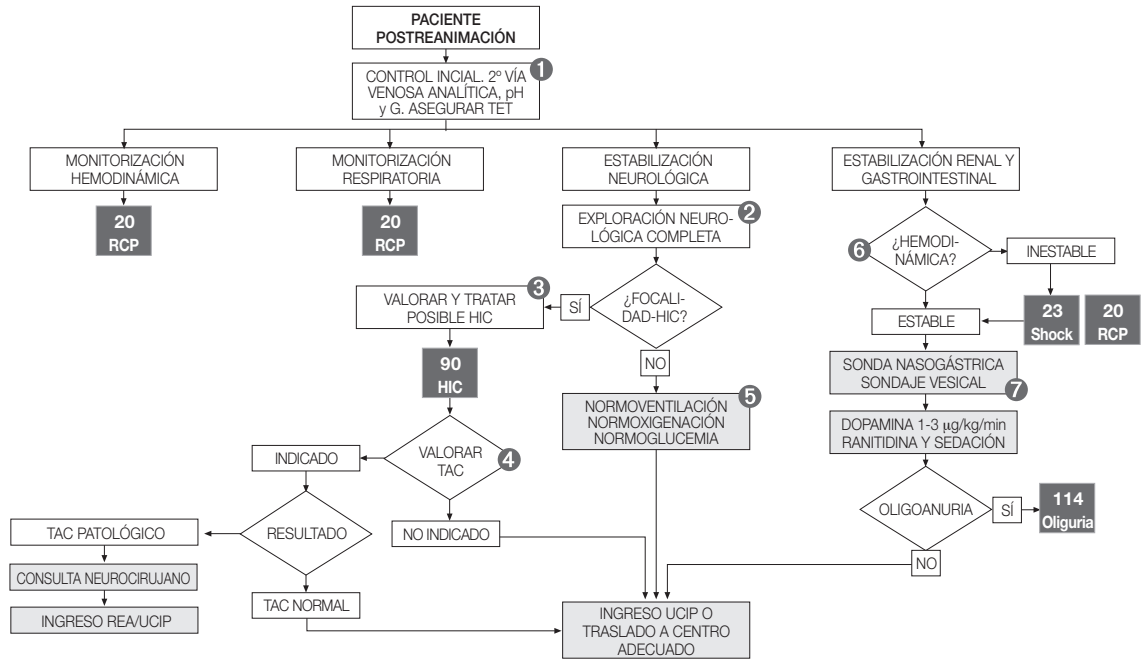 PACIENTE
POSTREANIMACIÓN
1
CONTROL INCIAL. 2º VÍA
VENOSA ANALÍTICA, pH
y G. ASEGURAR TET
MONITORIZACIÓN
HEMODINÁMICA
20
RCP
MONITORIZACIÓN
RESPIRATORIA
20
RCP
ESTABILIZACIÓN
NEUROLÓGICA
2
EXPLORACIÓN NEURO-
LÓGICA COMPLETA
¿FOCALI-
DAD-HIC?
SÍ
3
VALORAR Y TRATAR
POSIBLE HIC
90
HIC
VALORAR
TAC
4
INDICADO
RESULTADO
TAC PATOLÓGICO
CONSULTA NEUROCIRUJANO
INGRESO REA/UCIP
TAC NORMAL
NO INDICADO
NO
5
NORMOVENTILACIÓN
NORMOXIGENACIÓN
NORMOGLUCEMIA
ESTABILIZACIÓN RENAL Y
GASTROINTESTINAL
6
¿HEMODI-
NÁMICA?
INESTABLE
23
Shock
20
RCP
ESTABLE
SONDA NASOGÁSTRICA
SONDAJE VESICAL
7
DOPAMINA 1-3 μg/kg/min
RANITIDINA Y SEDACIÓN
OLIGOANURIA
SÍ
114
Oliguria
NO
INGRESO UCIP O
TRASLADO A CENTRO
ADECUADO